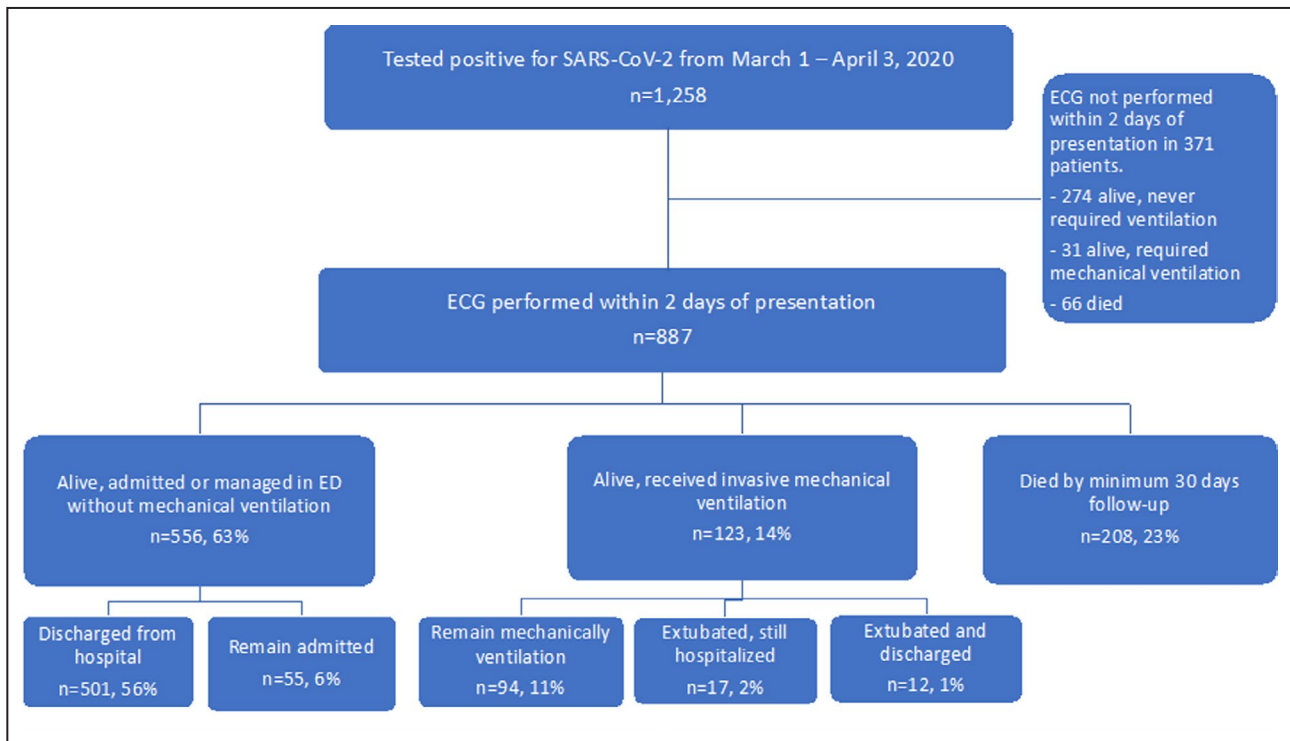 Tested positive for SARS-CoV-2 from March 1 – April 3, 2020
n=1,258
ECG not performed
within 2 days of
presentation in 371
patients.
- 274 alive, never
required ventilation
- 31 alive, required
mechanical ventilation
- 66 died
ECG performed within 2 days of presentation
n=887
Alive, admitted or managed in ED
without mechanical ventilation
n=556, 63%
Alive, received invasive mechanical
ventilation
n=123, 14%
Died by minimum 30 days
follow-up
n=208, 23%
Discharged from
hospital
n=501, 56%
Remain admitted
n=55, 6%
Remain mechanically
ventilation
n=94, 11%
Extubated, still
hospitalized
n=17, 2%
Extubated and
discharged
n=12, 1%